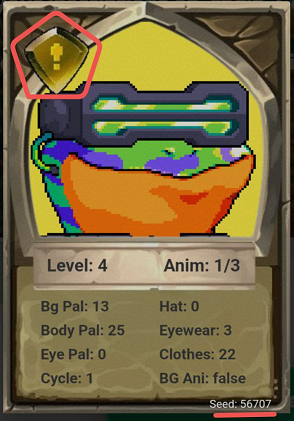 !
Level: 4 Anim: 1/3
Bg Pal: 13 Hat: 0
Body Pal: 25 Eyewear: 3
Eye Pal: 0 Clothes: 22
Cycle: 1 BG Ani: false
Seed: 56707